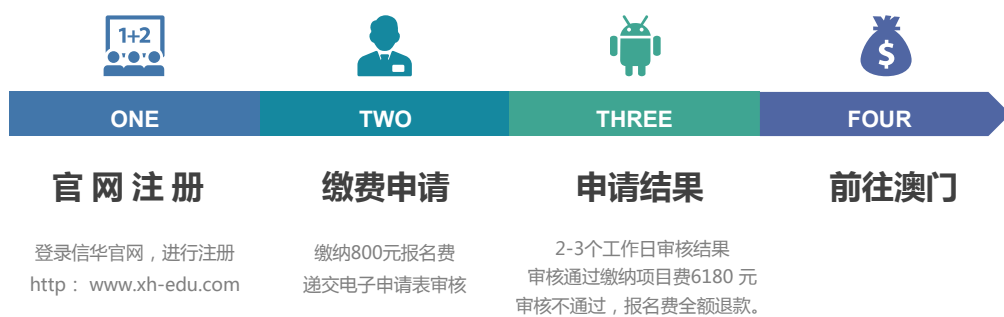 1+2
$
ONE
TWO
THREE
FOUR
官网注册
缴费申请
申请结果
前往澳门
登录信华官网，进行注册
http： www.xh-edu.com
缴纳800元报名费
递交电子申请表审核
2-3个工作日审核结果
审核通过缴纳项目费6180 元
审核不通过，报名费全额退款。